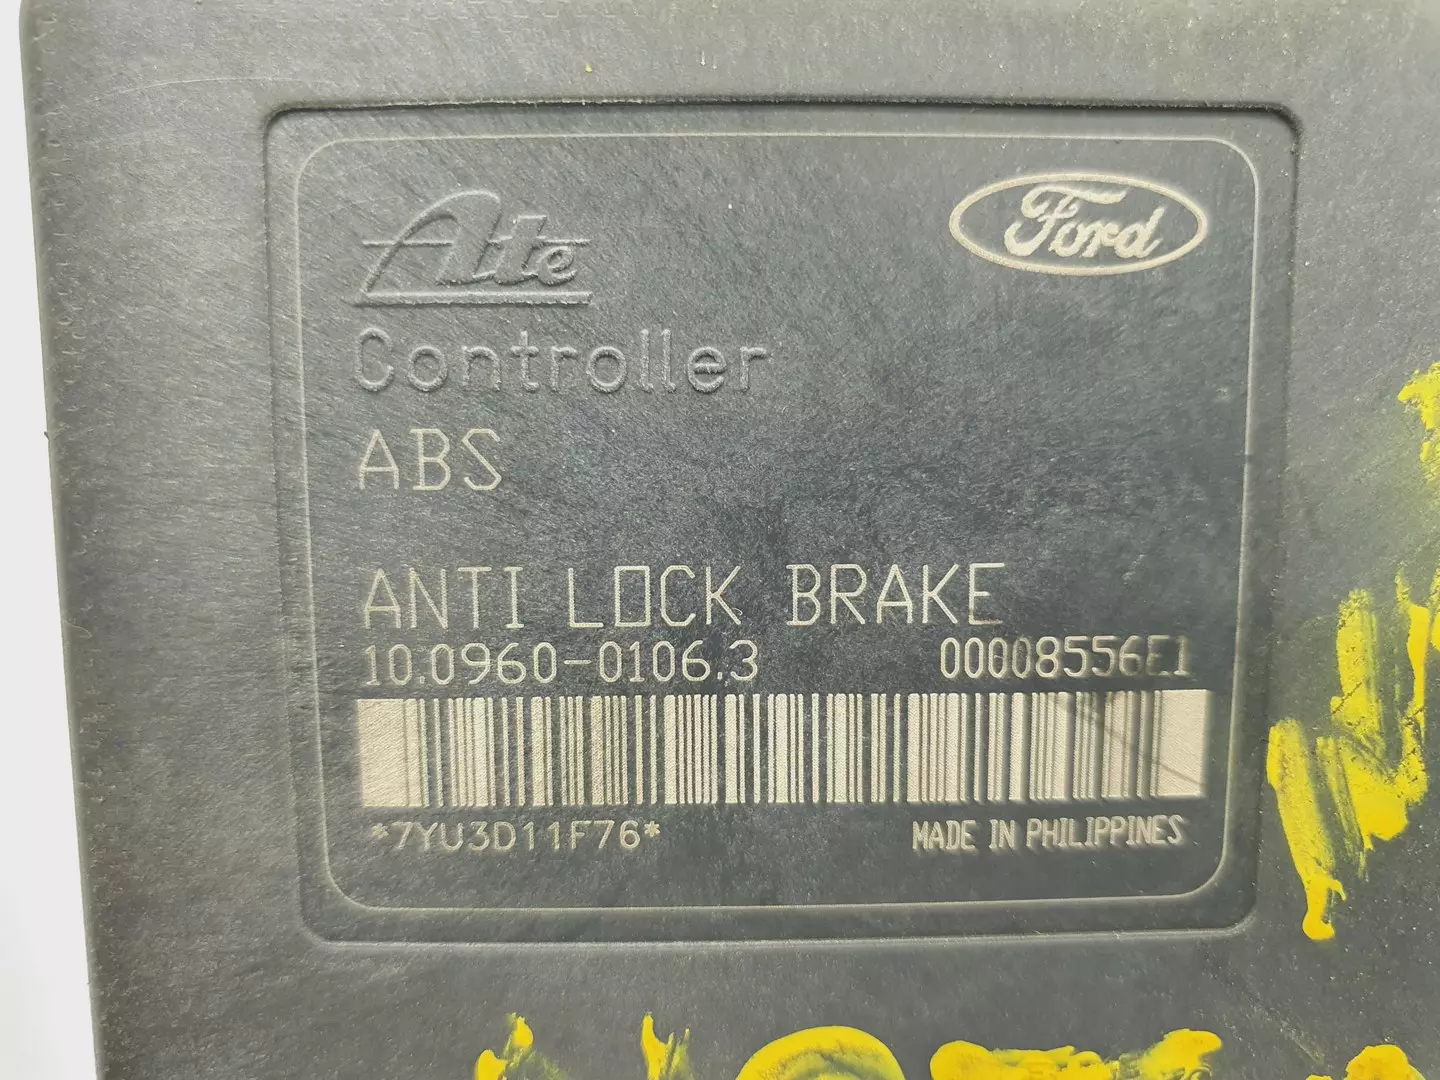 Ate
Ford
Controller
ABS
ANTI LOCK BRAKE
10.0960-0106.3 00008556E1
*7YU3D11F76*
MADE IN PHILIPPINES